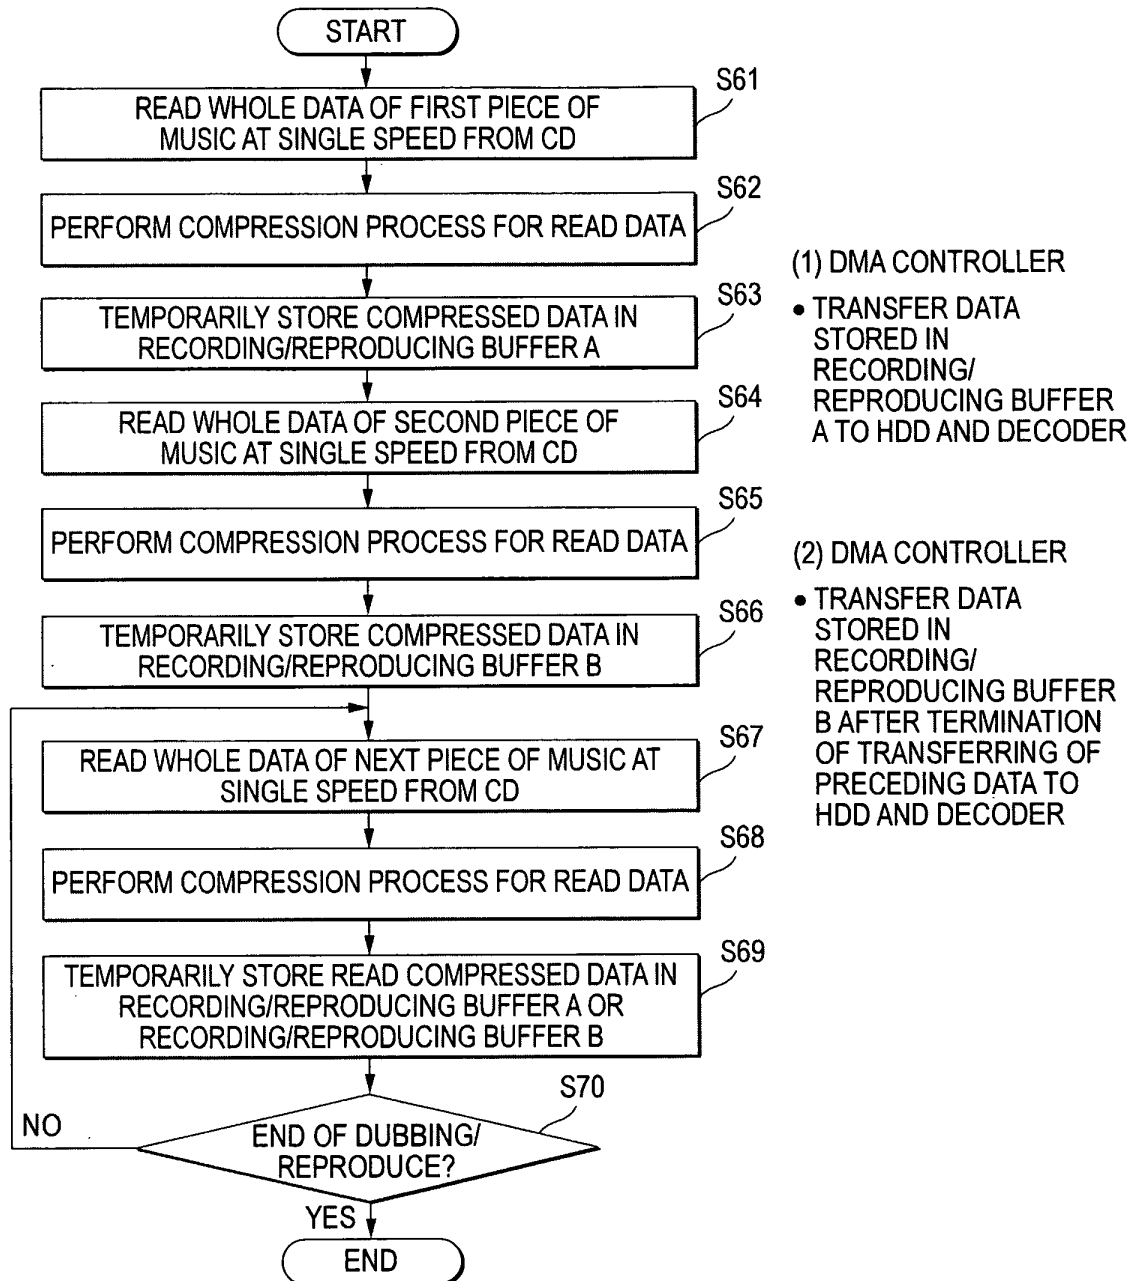 START
S61
READ WHOLE DATA OF FIRST PIECE OF
MUSIC AT SINGLE SPEED FROM CD
S62
PERFORM COMPRESSION PROCESS FOR READ DATA
S63
TEMPORARILY STORE COMPRESSED DATA IN
RECORDING/REPRODUCING BUFFER A
S64
READ WHOLE DATA OF SECOND PIECE OF
MUSIC AT SINGLE SPEED FROM CD
S65
PERFORM COMPRESSION PROCESS FOR READ DATA
S66
TEMPORARILY STORE COMPRESSED DATA IN
RECORDING/REPRODUCING BUFFER B
S67
READ WHOLE DATA OF NEXT PIECE OF MUSIC AT
SINGLE SPEED FROM CD
S68
PERFORM COMPRESSION PROCESS FOR READ DATA
S69
TEMPORARILY STORE READ COMPRESSED DATA IN
RECORDING/REPRODUCING BUFFER A OR
RECORDING/REPRODUCING BUFFER B
S70
END OF DUBBING/
REPRODUCE?
NO
YES
END
(1) DMA CONTROLLER
• TRANSFER DATA
STORED IN
RECORDING/
REPRODUCING BUFFER
A TO HDD AND DECODER
(2) DMA CONTROLLER
• TRANSFER DATA
STORED IN
RECORDING/
REPRODUCING BUFFER
B AFTER TERMINATION
OF TRANSFERRING OF
PRECEDING DATA TO
HDD AND DECODER